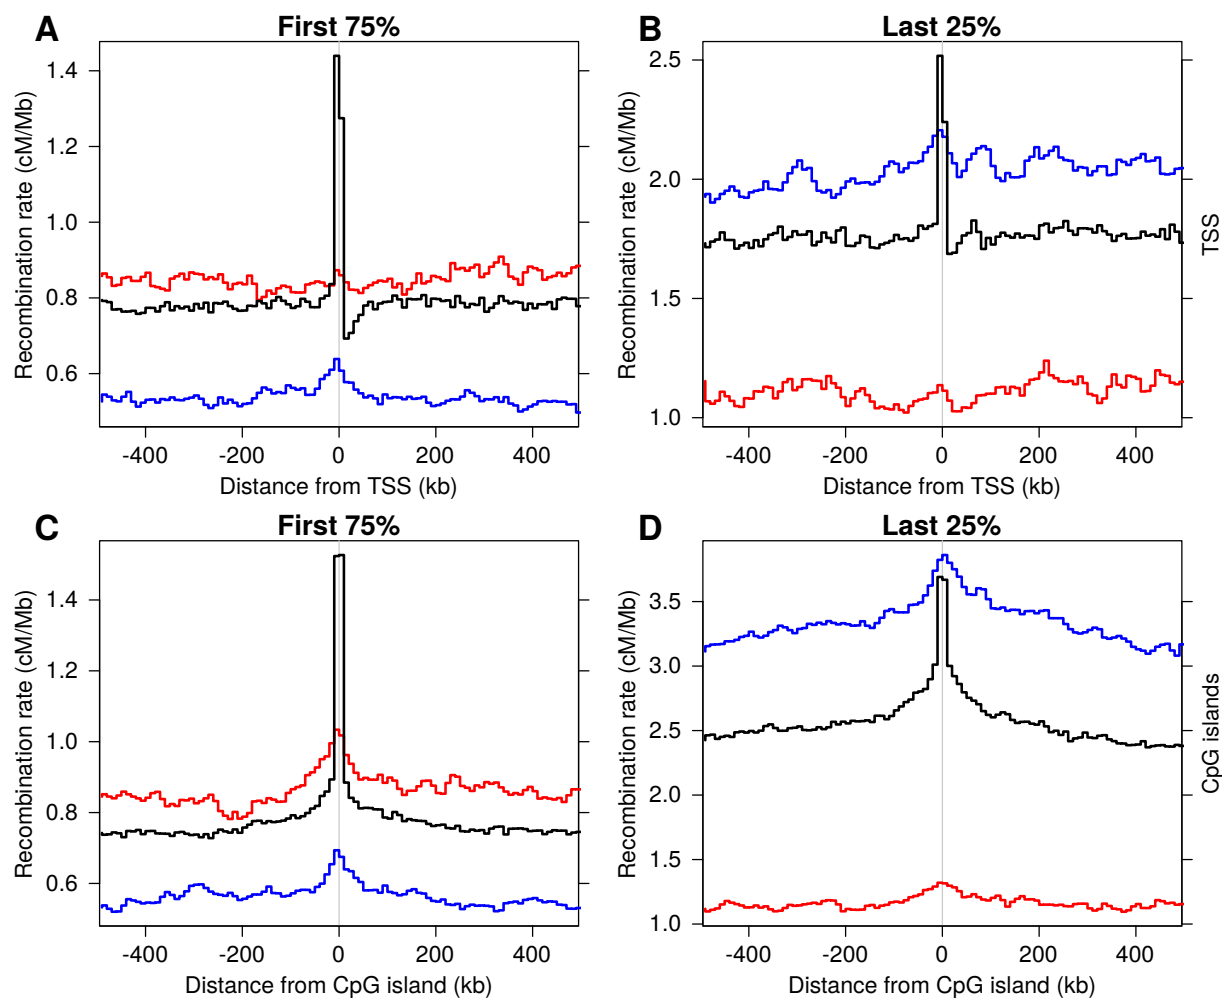 A
First 75%
Recombination rate (cM/Mb)
1.4
1.2
1.0
0.8
0.6
-400
-200
0
200
400
Distance from TSS (kb)
B
Last 25%
Recombination rate (cM/Mb)
2.5
2.0
1.5
1.0
-400
-200
0
200
400
Distance from TSS (kb)
TSS
C
First 75%
Recombination rate (cM/Mb)
1.4
1.2
1.0
0.8
0.6
-400
-200
0
200
400
Distance from CpG island (kb)
D
Last 25%
Recombination rate (cM/Mb)
3.5
3.0
2.5
2.0
1.5
1.0
-400
-200
0
200
400
Distance from CpG island (kb)
CpG islands